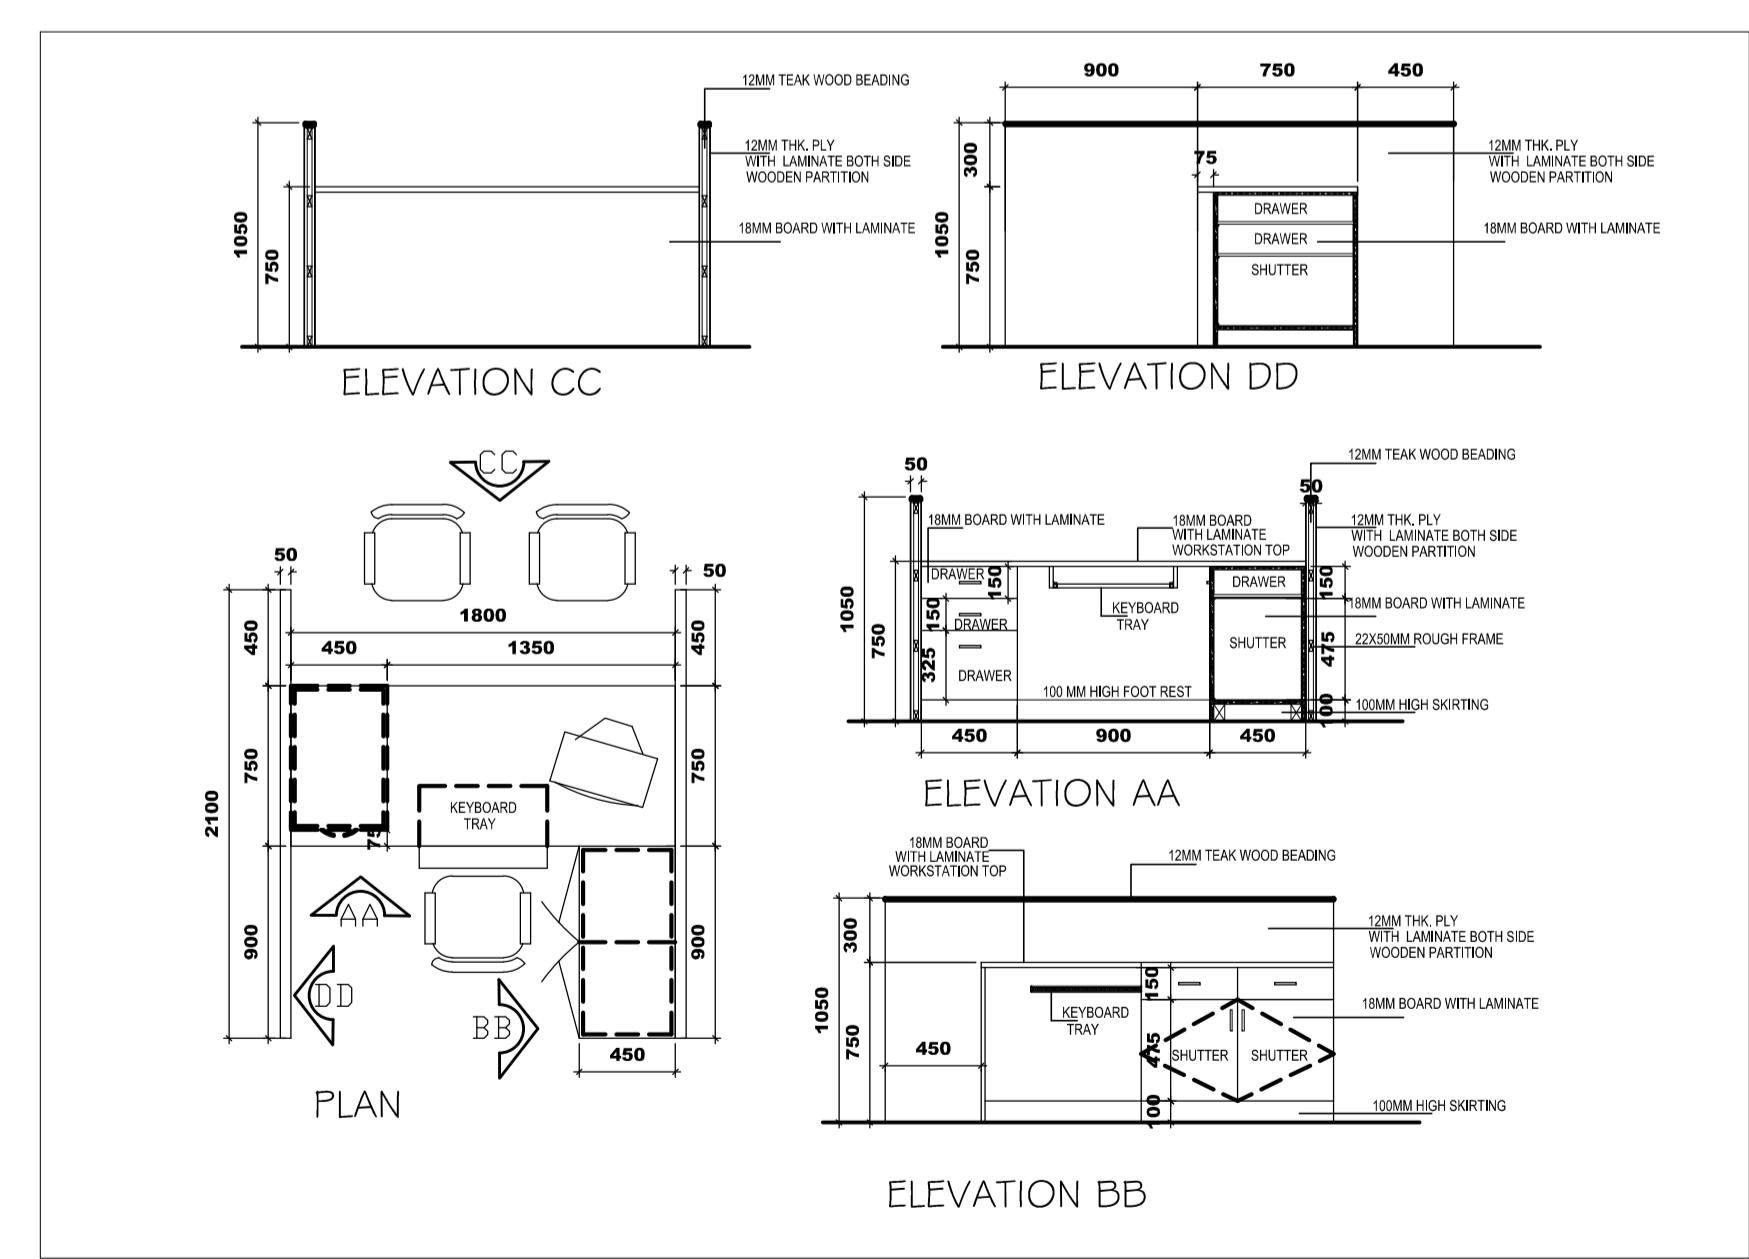 12MM TEAK WOOD BEADING
12MM THK. PLY
WITH LAMINATE BOTH SIDE
WOODEN PARTITION
18MM BOARD WITH LAMINATE
1050
750
ELEVATION CC
900
750
450
300
75
1050
750
DRAWER
DRAWER
SHUTTER
12MM THK. PLY
WITH LAMINATE BOTH SIDE
WOODEN PARTITION
18MM BOARD WITH LAMINATE
ELEVATION DD
CC
50
50
1800
450
1350
450
450
750
750
2100
900
900
75
KEYBOARD
TRAY
AA
DD
BB
450
PLAN
50
50
12MM TEAK WOOD BEADING
18MM BOARD WITH LAMINATE
18MM BOARD
WITH LAMINATE
WORKSTATION TOP
12MM THK. PLY
WITH LAMINATE BOTH SIDE
WOODEN PARTITION
1050
750
DRAWER
150
150
DRAWER
325
DRAWER
KEYBOARD
TRAY
100 MM HIGH FOOT REST
DRAWER
SHUTTER
150
475
100
18MM BOARD WITH LAMINATE
22X50MM ROUGH FRAME
100MM HIGH SKIRTING
450
900
450
ELEVATION AA
18MM BOARD
WITH LAMINATE
WORKSTATION TOP
12MM TEAK WOOD BEADING
12MM THK. PLY
WITH LAMINATE BOTH SIDE
WOODEN PARTITION
300
1050
750
450
KEYBOARD
TRAY
150
475
100
SHUTTER
SHUTTER
18MM BOARD WITH LAMINATE
100MM HIGH SKIRTING
ELEVATION BB